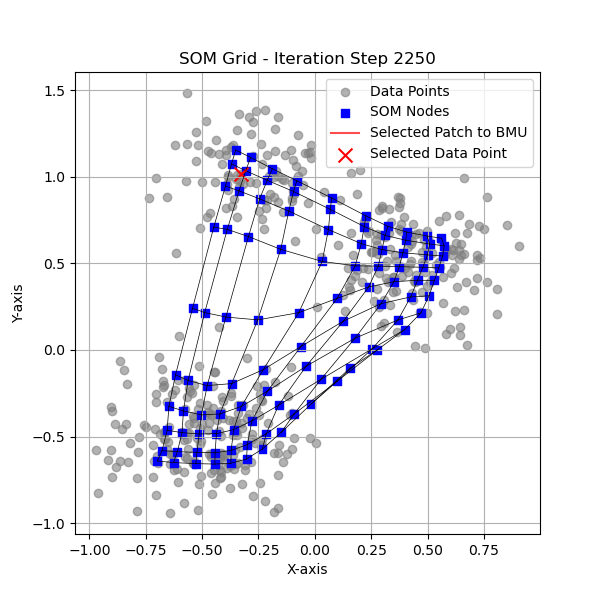 SOM Grid - Iteration Step 2250
Data Points
SOM Nodes
Selected Patch to BMU
Selected Data Point
1.5
1.0
0.5
0.0
−0.5
−1.0
Y-axis
−1.00 −0.75 −0.50 −0.25 0.00 0.25 0.50 0.75
X-axis